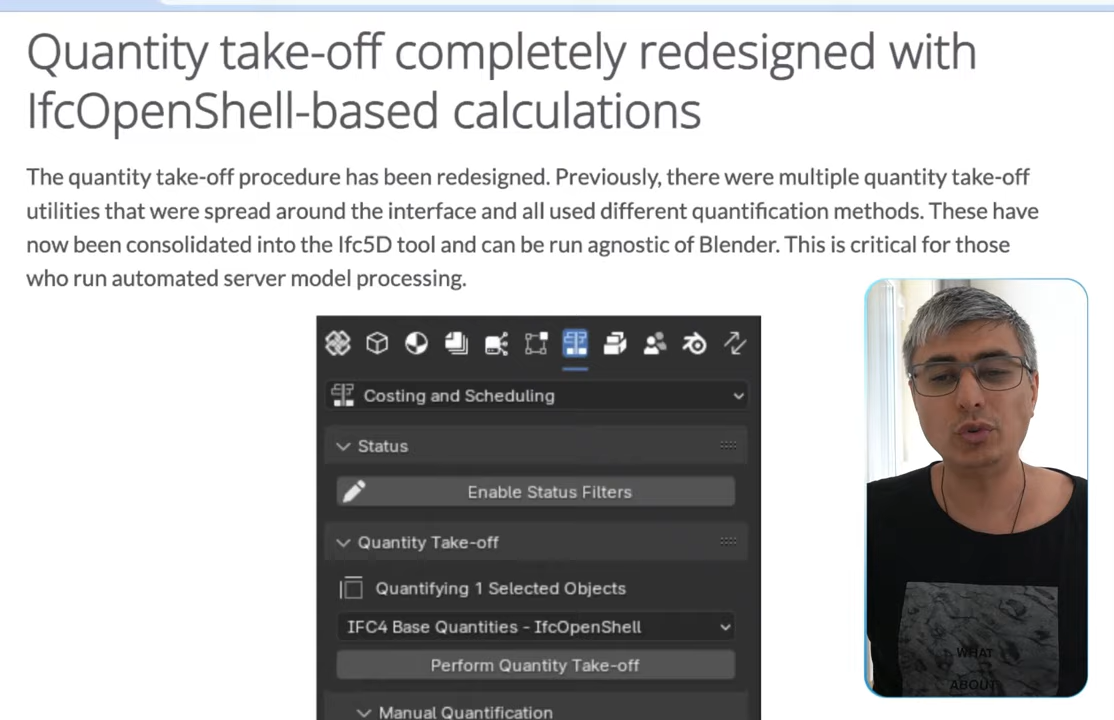 Quantity take-off completely redesigned with
IfcOpenShell-based calculations
The quantity take-off procedure has been redesigned. Previously, there were multiple quantity take-off
utilities that were spread around the interface and all used different quantification methods. These have
now been consolidated into the Ifc5D tool and can be run agnostic of Blender. This is critical for those
who run automated server model processing.
Costing and Scheduling
Status
Enable Status Filters
Quantity Take-off
Quantifying 1 Selected Objects
IFC4 Base Quantities - IfcOpenShell
Perform Quantity Take-off
Manual Quantification
WHAT
ABOUT